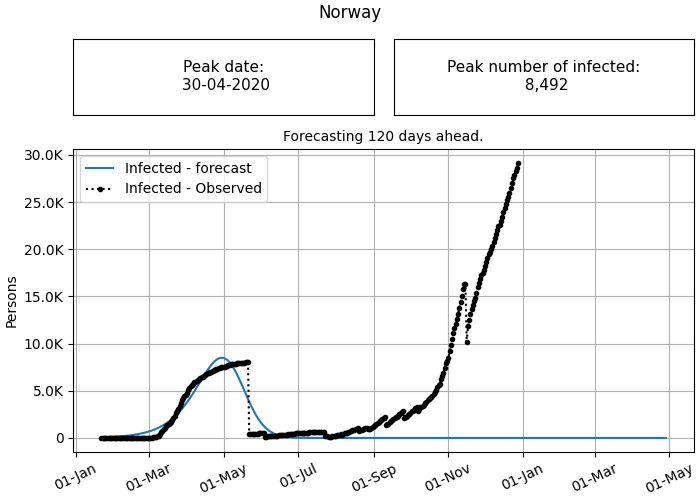 Norway
Peak date:
30-04-2020
Peak number of infected:
8,492
Forecasting 120 days ahead.
30.0K
25.0K
20.0K
15.0K
10.0K
5.0K
0
Persons
Infected - forecast
Infected - Observed
01-Jan
01-Mar
01-May
01-Jul
01-Sep
01-Nov
01-Jan
01-Mar
01-May